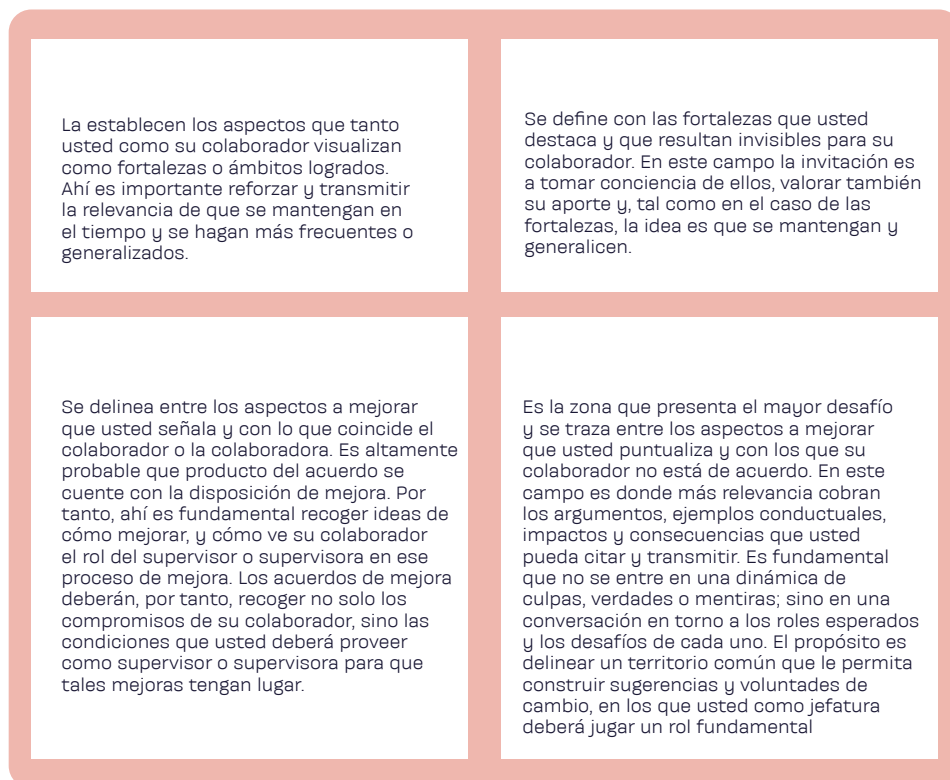 La establecen los aspectos que tanto
usted como su colaborador visualizan
como fortalezas o ámbitos logrados.
Ahí es importante reforzar y transmitir
la relevancia de que se mantengan en
el tiempo y se hagan más frecuentes o
generalizados.
Se define con las fortalezas que usted
destaca y que resultan invisibles para su
colaborador. En este campo la invitación es
a tomar conciencia de ellos, valorar también
su aporte y, tal como en el caso de las
fortalezas, la idea es que se mantengan y
generalicen.
Se delinea entre los aspectos a mejorar
que usted señala y con lo que coincide el
colaborador o la colaboradora. Es altamente
probable que producto del acuerdo se
cuente con la disposición de mejora. Por
tanto, ahí es fundamental recoger ideas de
cómo mejorar, y cómo ve su colaborador
el rol del supervisor o supervisora en ese
proceso de mejora. Los acuerdos de mejora
deberán, por tanto, recoger no solo los
compromisos de su colaborador, sino las
condiciones que usted deberá proveer
como supervisor o supervisora para que
tales mejoras tengan lugar.
Es la zona que presenta el mayor desafío
y se traza entre los aspectos a mejorar
que usted puntualiza y con los que su
colaborador no está de acuerdo. En este
campo es donde más relevancia cobran
los argumentos, ejemplos conductuales,
impactos y consecuencias que usted
pueda citar y transmitir. Es fundamental
que no se entre en una dinámica de
culpas, verdades o mentiras; sino en una
conversación en torno a los roles esperados
y los desafíos de cada uno. El propósito es
delinear un territorio común que le permita
construir sugerencias y voluntades de
cambio, en los que usted como jefatura
deberá jugar un rol fundamental